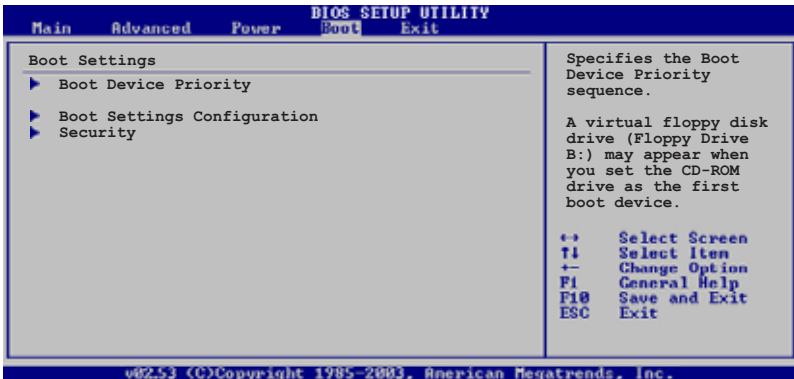 BIOS SETUP UTILITY
Main Advanced Power Boot Exit
Boot Settings
Boot Device Priority
Boot Settings Configuration
Security
Specifies the Boot
Device Priority
sequence.
A virtual floppy disk
drive (Floppy Drive
B:) may appear when
you set the CD-ROM
drive as the first
boot device.
←→ Select Screen
↑↓ Select Item
+- Change Option
F1 General Help
F10 Save and Exit
ESC Exit
v02.53 (C)Copyright 1985-2003, American Megatrends, Inc.